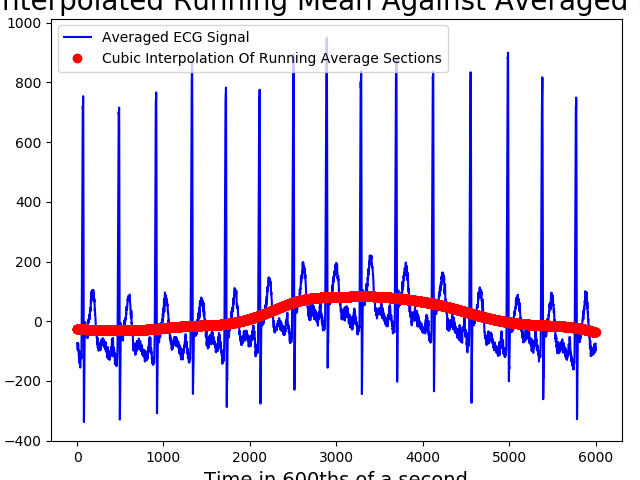 nterpolated Running Mean Against Averaged
Averaged ECG Signal
Cubic Interpolation Of Running Average Sections
1000
800
600
400
200
0
−200
−400
0 1000 2000 3000 4000 5000 6000
Time in 600ths of a second